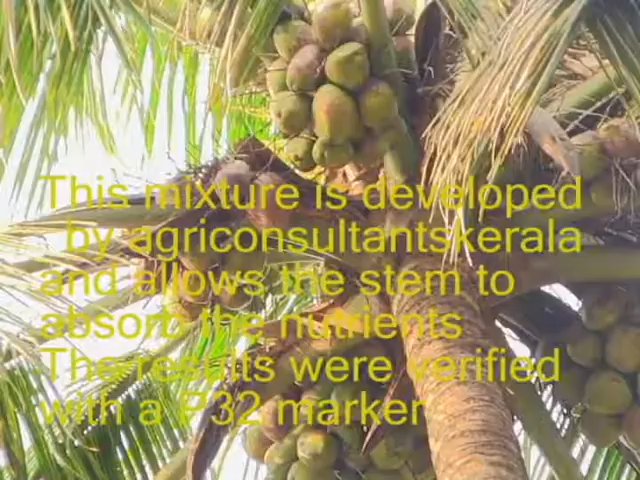 This mixture is developed
by agriconsultantskerala
and allows the stem to
absorb the nutrients
The results were verified
with a P32 marker